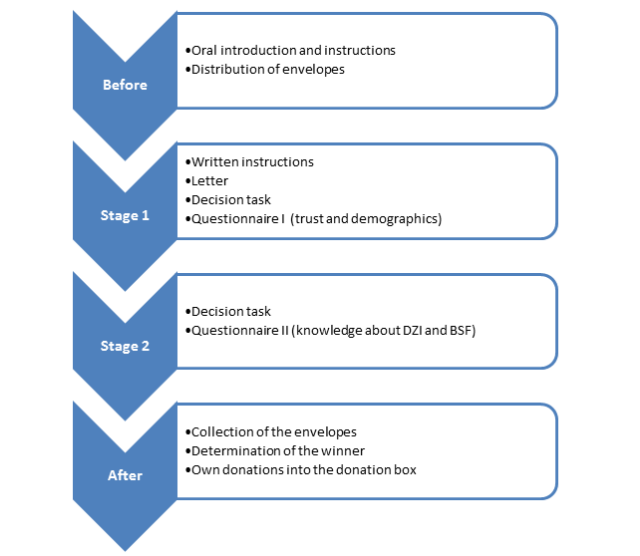 Before
•Oral introduction and instructions
•Distribution of envelopes
Stage 1
•Written instructions
•Letter
•Decision task
•Questionnaire I (trust and demographics)
Stage 2
•Decision task
•Questionnaire II (knowledge about DZI and BSF)
After
•Collection of the envelopes
•Determination of the winner
•Own donations into the donation box